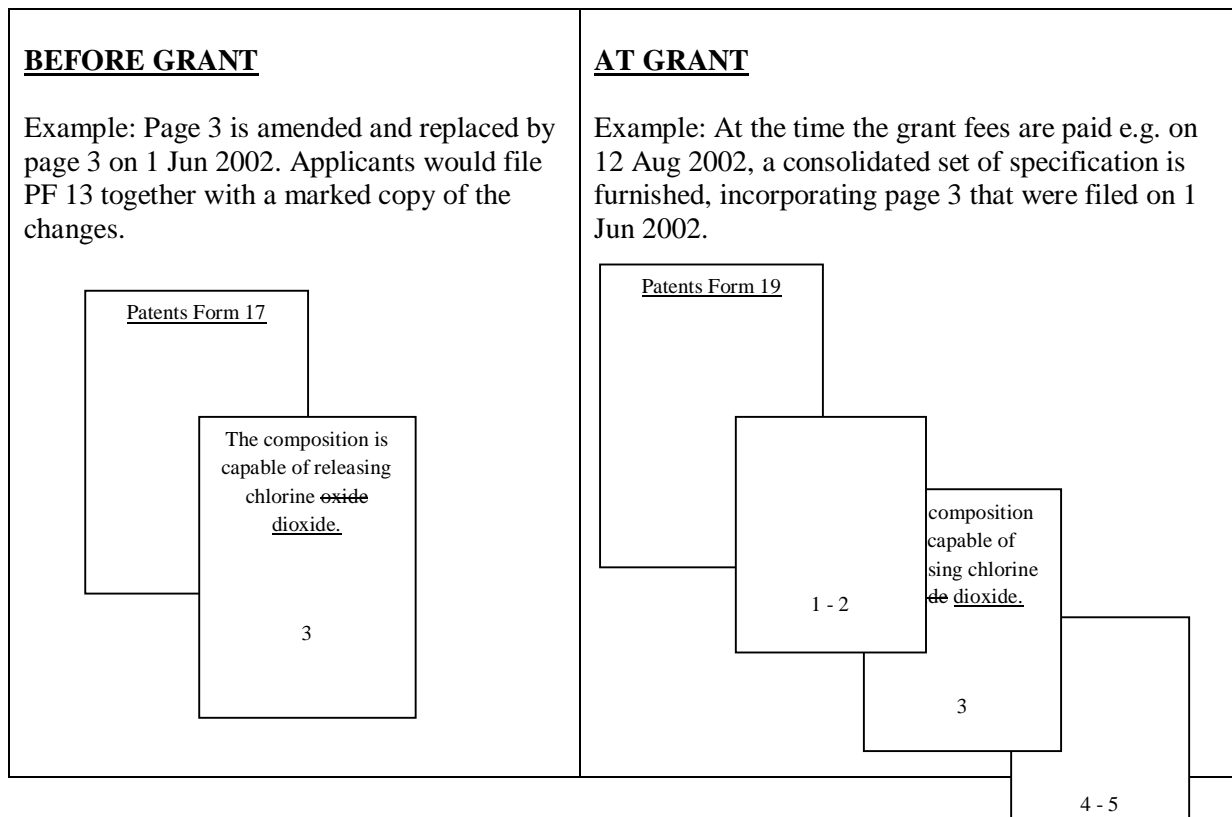 BEFORE GRANT
Example: Page 3 is amended and replaced by
page 3 on 1 Jun 2002. Applicants would file
PF 13 together with a marked copy of the
changes.
Patents Form 17
The composition is
capable of releasing
chlorine oxide
dioxide.
3
AT GRANT
Example: At the time the grant fees are paid e.g. on
12 Aug 2002, a consolidated set of specification is
furnished, incorporating page 3 that were filed on 1
Jun 2002.
Patents Form 19
1 - 2
composition
capable of
sing chlorine
de dioxide.
3
4 - 5